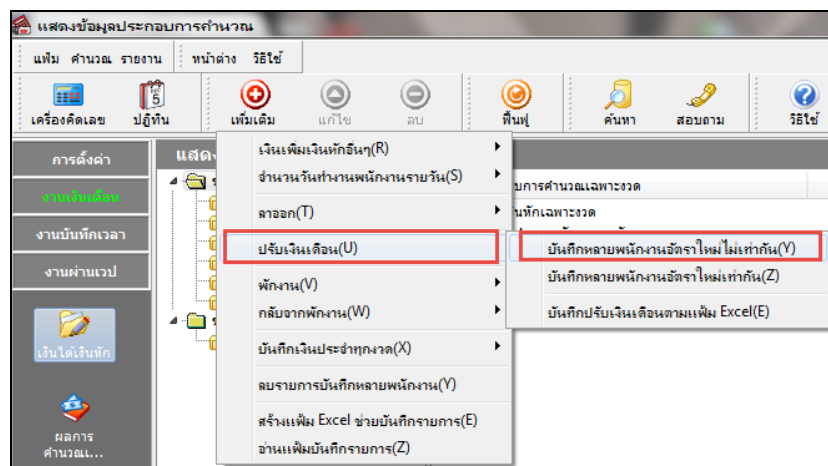 แสดงข้อมูลประกอบการคำนวณ
แฟ้ม คำนวณ รายงาน หน้าต่าง วิธีใช้
5
เครื่องคิดเลข ปฏิทิน เพิ่มเติม แก้ไข ลบ ฟื้นฟู ค้นหา สอบถาม วิธีใช้
การตั้งค่า
งานเงินเดือน
งานบันทึกเวลา
งานผ่านเวป
เงินได้เงินหัก
ผลการ
คำนวณ...
แสดง
เงินเพิ่มเงินหักอื่นๆ(R)
จำนวนวันทำงานพนักงานรายวัน(S)
ลาออก(T)
ปรับเงินเดือน(U)
พักงาน(V)
กลับจากพักงาน(W)
บันทึกเงินประจำทุกงวด(X)
ลบรายการบันทึกหลายพนักงาน(Y)
สร้างแฟ้ม Excel ช่วยบันทึกรายการ(E)
อ่านแฟ้มบันทึกรายการ(Z)
บการคำนวณเฉพาะงวด
นหักเฉพาะงวด
บันทึกหลายพนักงานอัตราใหม่ไม่เท่ากัน(Y)
บันทึกหลายพนักงานอัตราใหม่เท่ากัน(Z)
บันทึกปรับเงินเดือนตามแฟ้ม Excel(E)